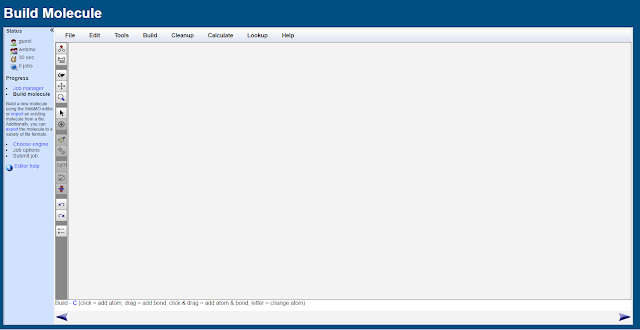 Build Molecule
Status «
guest
webmo
30 sec
0 jobs
Progress
Job manager
Build molecule
Build a new molecule
using the WebMO editor,
or import an existing
molecule from a file.
Additionally, you can
export the molecule to a
variety of file formats.
Choose engine
Job options
Submit job
Editor help
File Edit Tools Build Cleanup Calculate Lookup Help
Build - C (click = add atom; drag = add bond; click & drag = add atom & bond; letter = change atom)